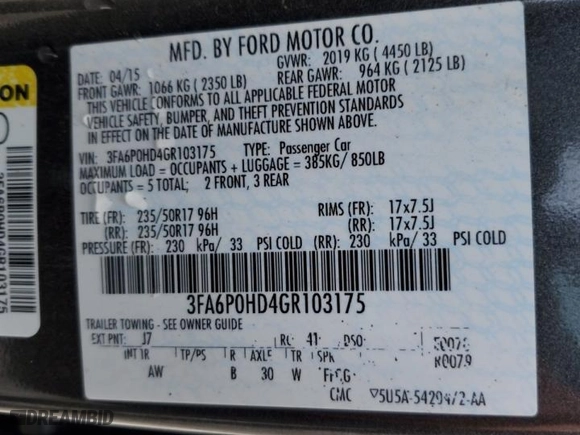 MFD. BY FORD MOTOR CO.
DATE: 04/15
GVWR: 2019 KG ( 4450 LB)
FRONT GAWR: 1066 KG ( 2350 LB)
REAR GAWR: 964 KG ( 2125 LB)
THIS VEHICLE CONFORMS TO ALL APPLICABLE FEDERAL MOTOR
VEHICLE SAFETY, BUMPER, AND THEFT PREVENTION STANDARDS
IN EFFECT ON THE DATE OF MANUFACTURE SHOWN ABOVE.
VIN: 3FA6P0HD4GR103175 TYPE: Passenger Car
MAXIMUM LOAD = OCCUPANTS + LUGGAGE = 385KG/ 850LB
OCCUPANTS = 5 TOTAL; 2 FRONT, 3 REAR
TIRE (FR): 235/50R17 96H RIMS (FR): 17x7.5J
(RR): 235/50R17 96H (RR): 17x7.5J
PRESSURE (FR): 230 kPa/ 33 PSI COLD (RR): 230 kPa/ 33 PSI COLD
3FA6P0HD4GR103175
TRAILER TOWING - SEE OWNER GUIDE
EXT PNT: J7 RC: 41 DSO:
INT TR TP/PS R AXLE TR SPR R0079
AW B 30 W
CMC
ON
3FA6P0HD4GR103175
DREAMBID